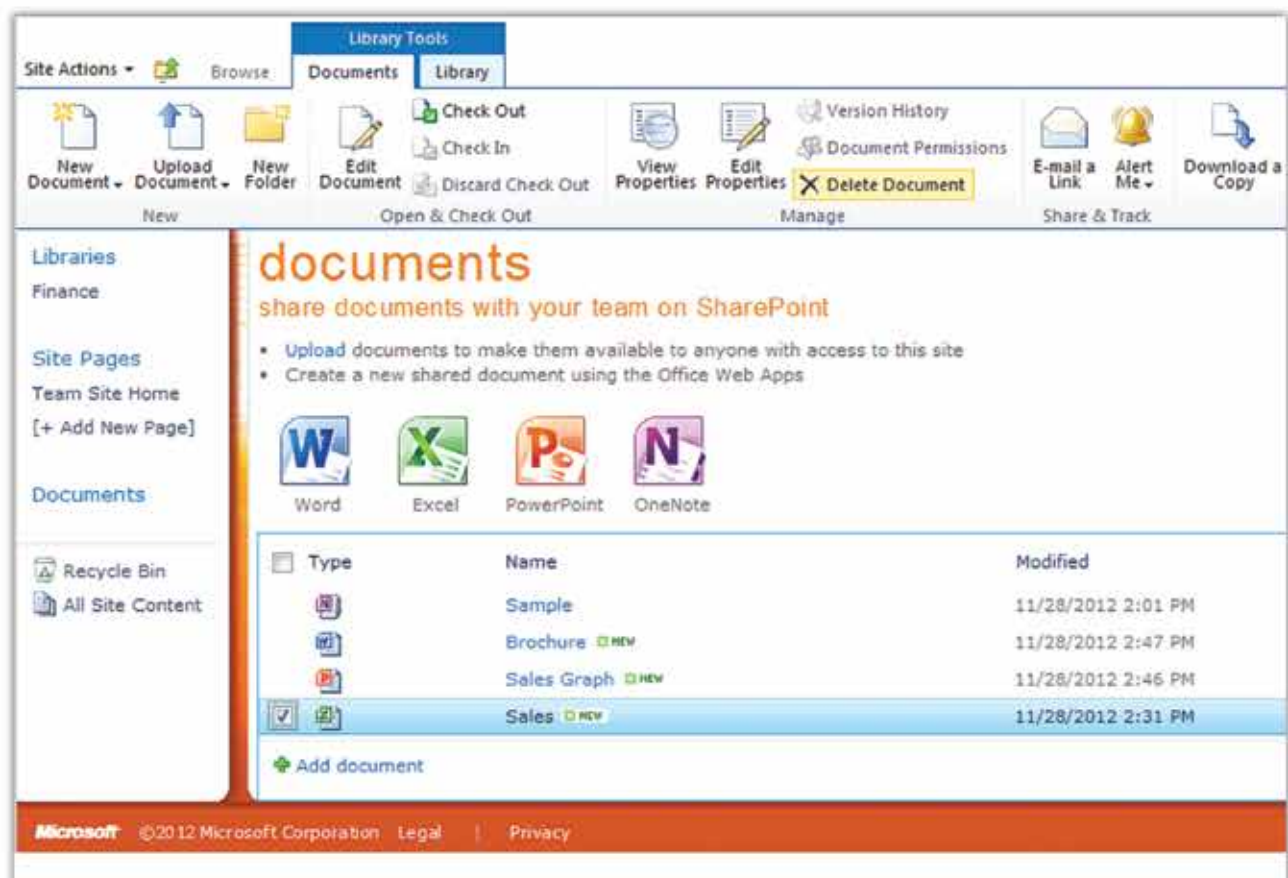 Library Tools
Site Actions Browse Documents Library
New Document Upload Document New Folder Edit Document Check Out Check In Discard Check Out View Properties Edit Properties Version History Document Permissions Delete Document E-mail a Link Alert Me Download a Copy
New Open & Check Out Manage Share & Track
Libraries
Finance
Site Pages
Team Site Home
[+ Add New Page]
Documents
Recycle Bin
All Site Content
documents
share documents with your team on SharePoint
• Upload documents to make them available to anyone with access to this site
• Create a new shared document using the Office Web Apps
Word Excel PowerPoint OneNote
Type Name Modified
Sample 11/28/2012 2:01 PM
Brochure NEW 11/28/2012 2:47 PM
Sales Graph NEW 11/28/2012 2:46 PM
Sales NEW 11/28/2012 2:31 PM
Add document
Microsoft ©2012 Microsoft Corporation Legal | Privacy